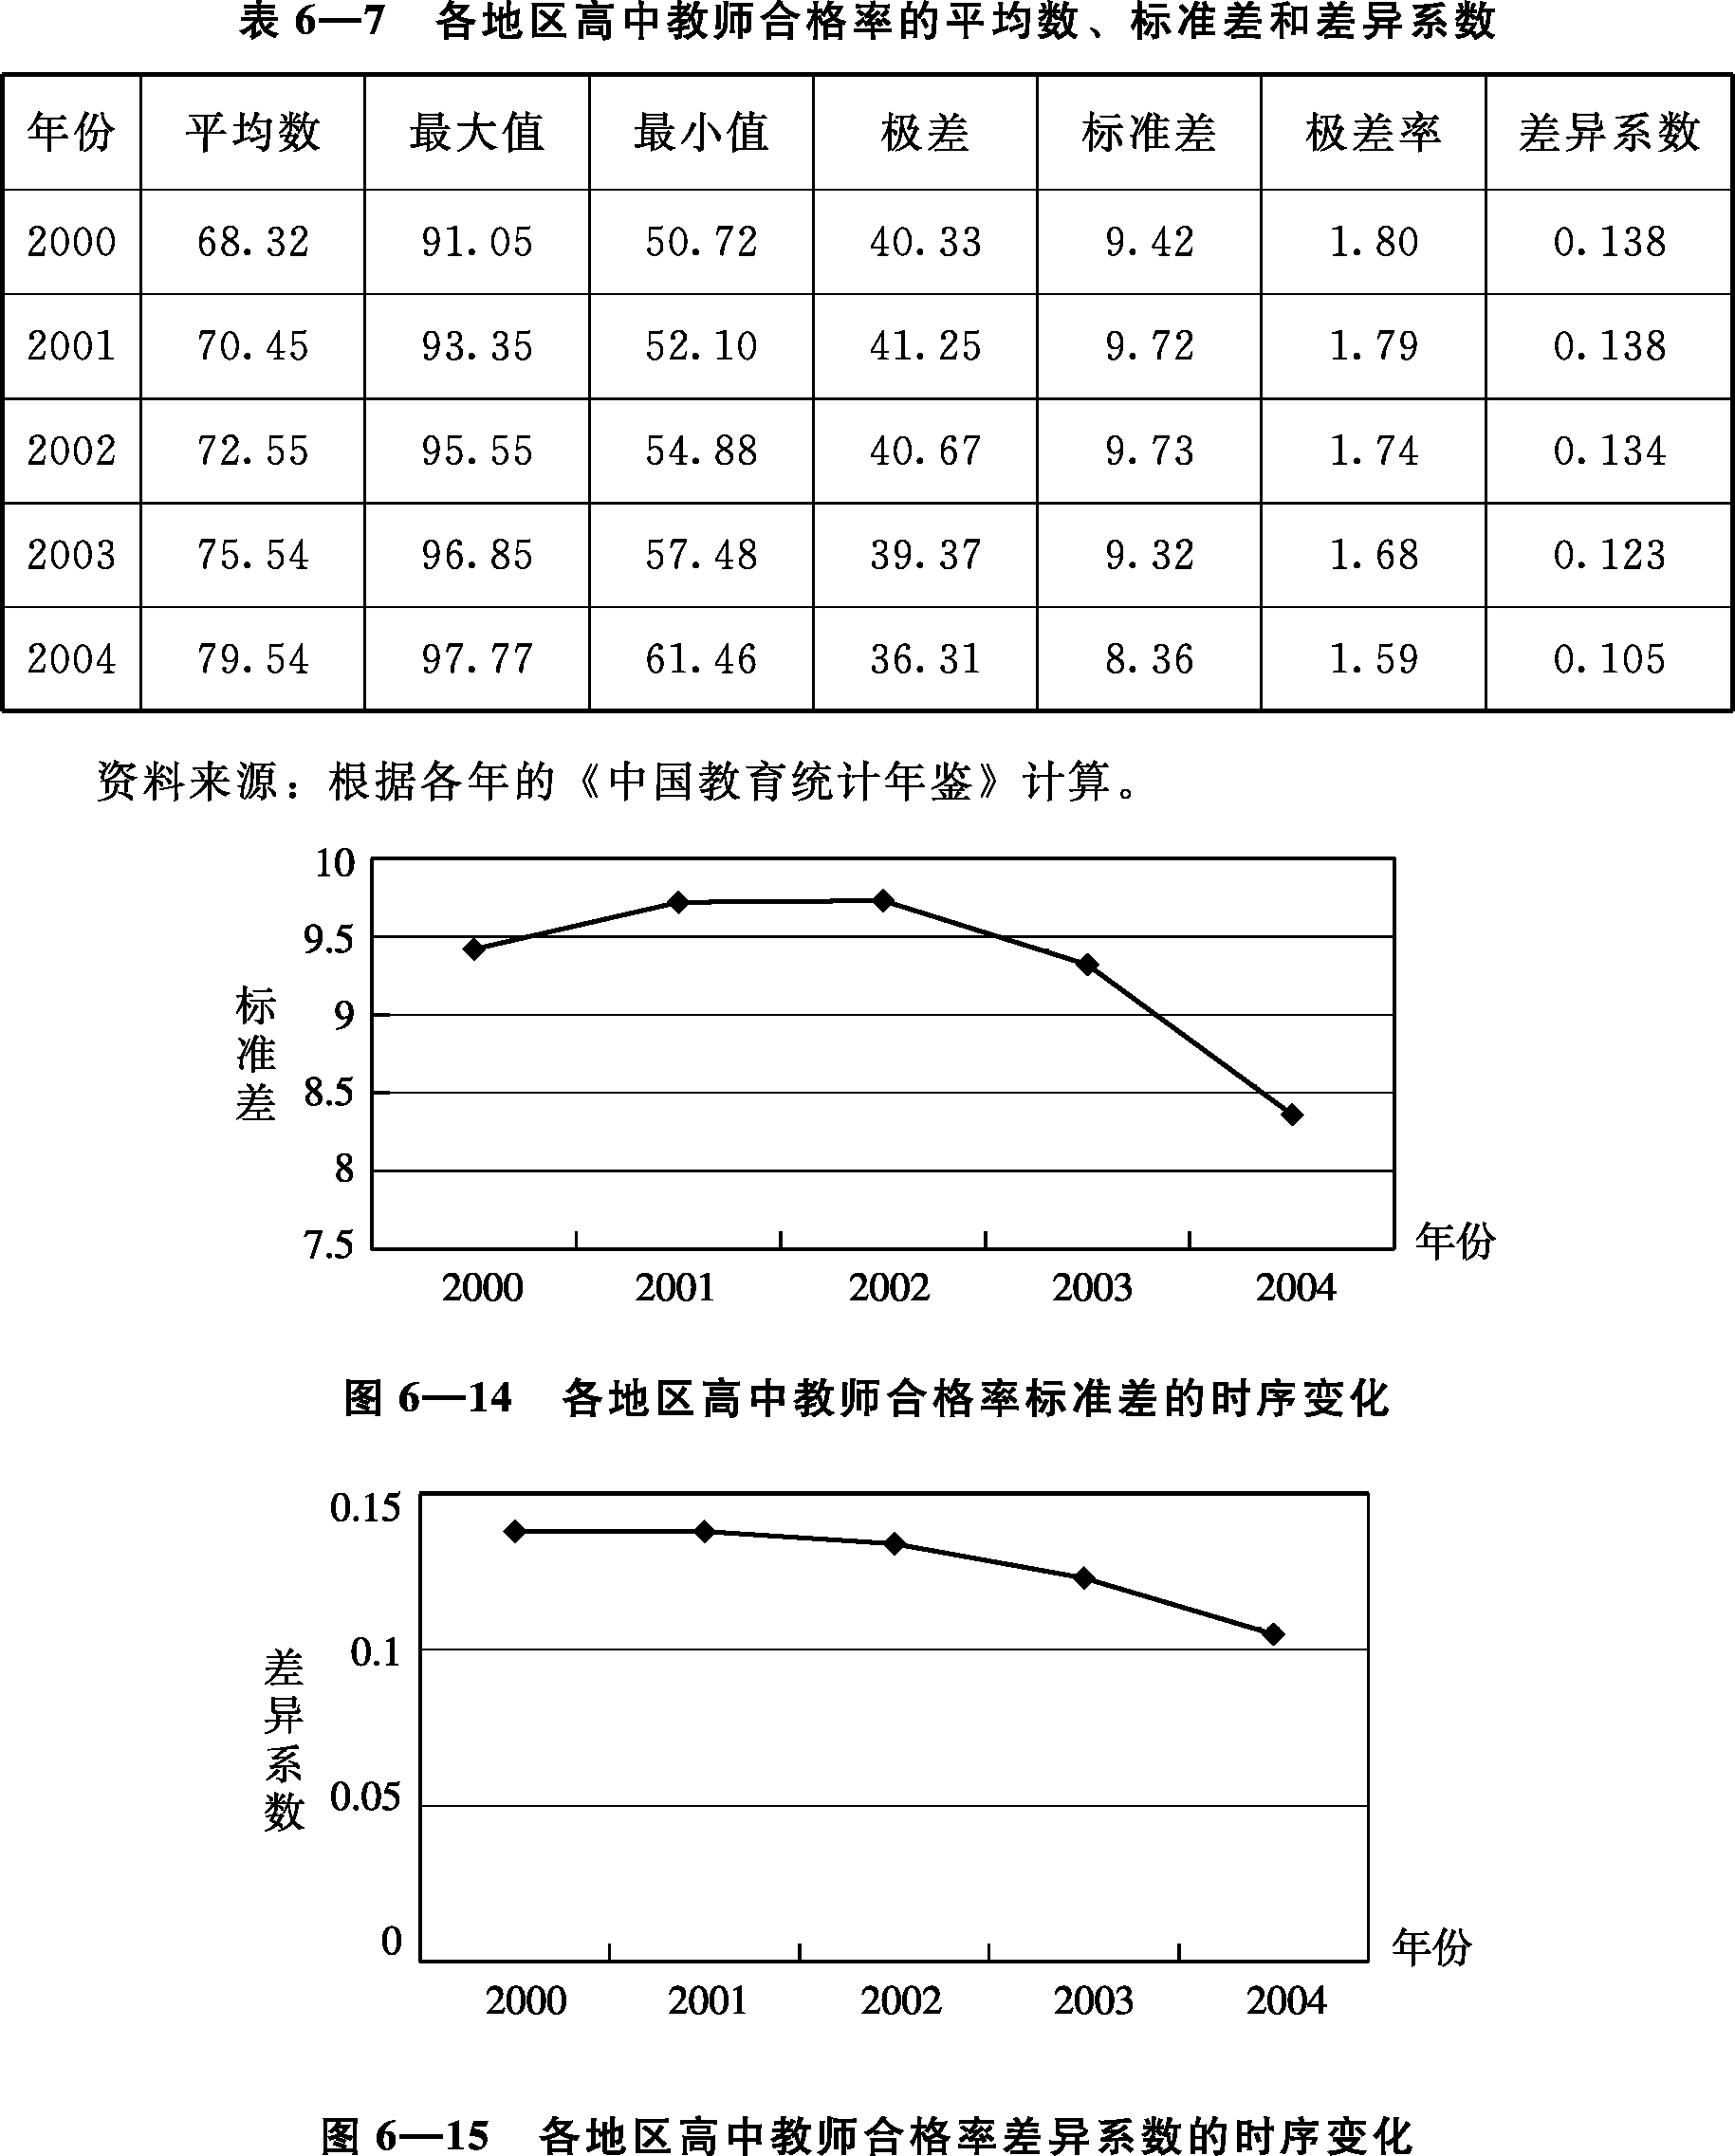 表 6—7 各地区高中教师合格率的平均数、标准差和差异系数
年份 平均数 最大值 最小值 极差 标准差 极差率 差异系数
2000 68.32 91.05 50.72 40.33 9.42 1.80 0.138
2001 70.45 93.35 52.10 41.25 9.72 1.79 0.138
2002 72.55 95.55 54.88 40.67 9.73 1.74 0.134
2003 75.54 96.85 57.48 39.37 9.32 1.68 0.123
2004 79.54 97.77 61.46 36.31 8.36 1.59 0.105
资料来源：根据各年的《中国教育统计年鉴》计算。
标准差
10
9.5
9
8.5
8
7.5
年份
2000 2001 2002 2003 2004
图 6—14 各地区高中教师合格率标准差的时序变化
差异系数
0.15
0.1
0.05
0
年份
2000 2001 2002 2003 2004
图 6—15 各地区高中教师合格率差异系数的时序变化